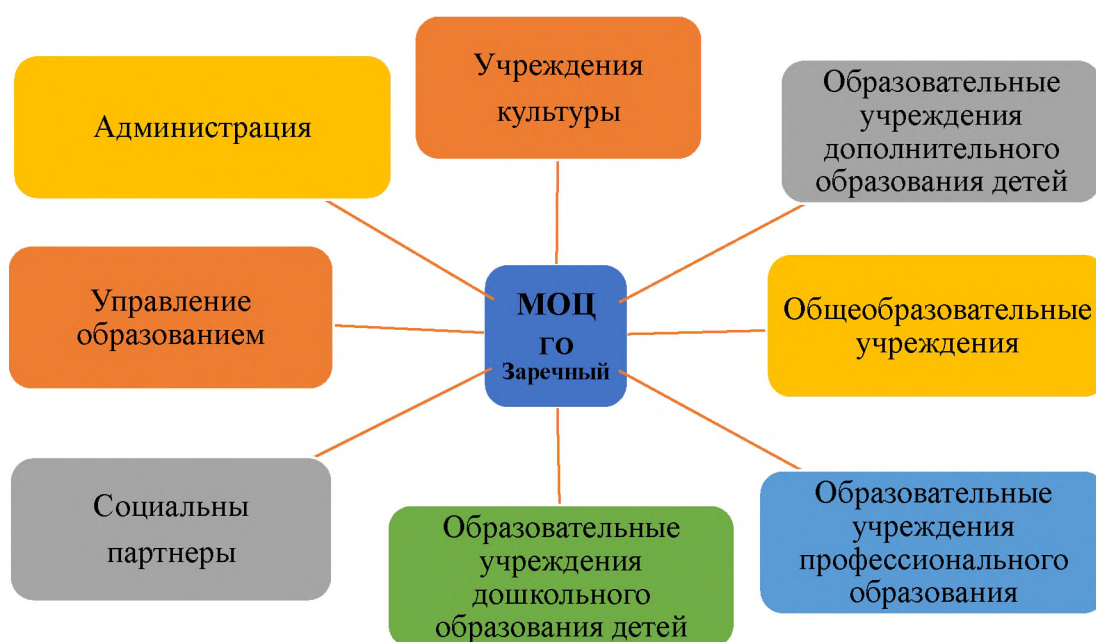 Учреждения
культуры
Администрация
Образовательные
учреждения
дополнительного
образования детей
Управление
образованием
МОЦ
ГО
Заречный
Общеобразовательные
учреждения
Социальны
партнеры
Образовательные
учреждения
дошкольного
образования детей
Образовательные
учреждения
профессионального
образования